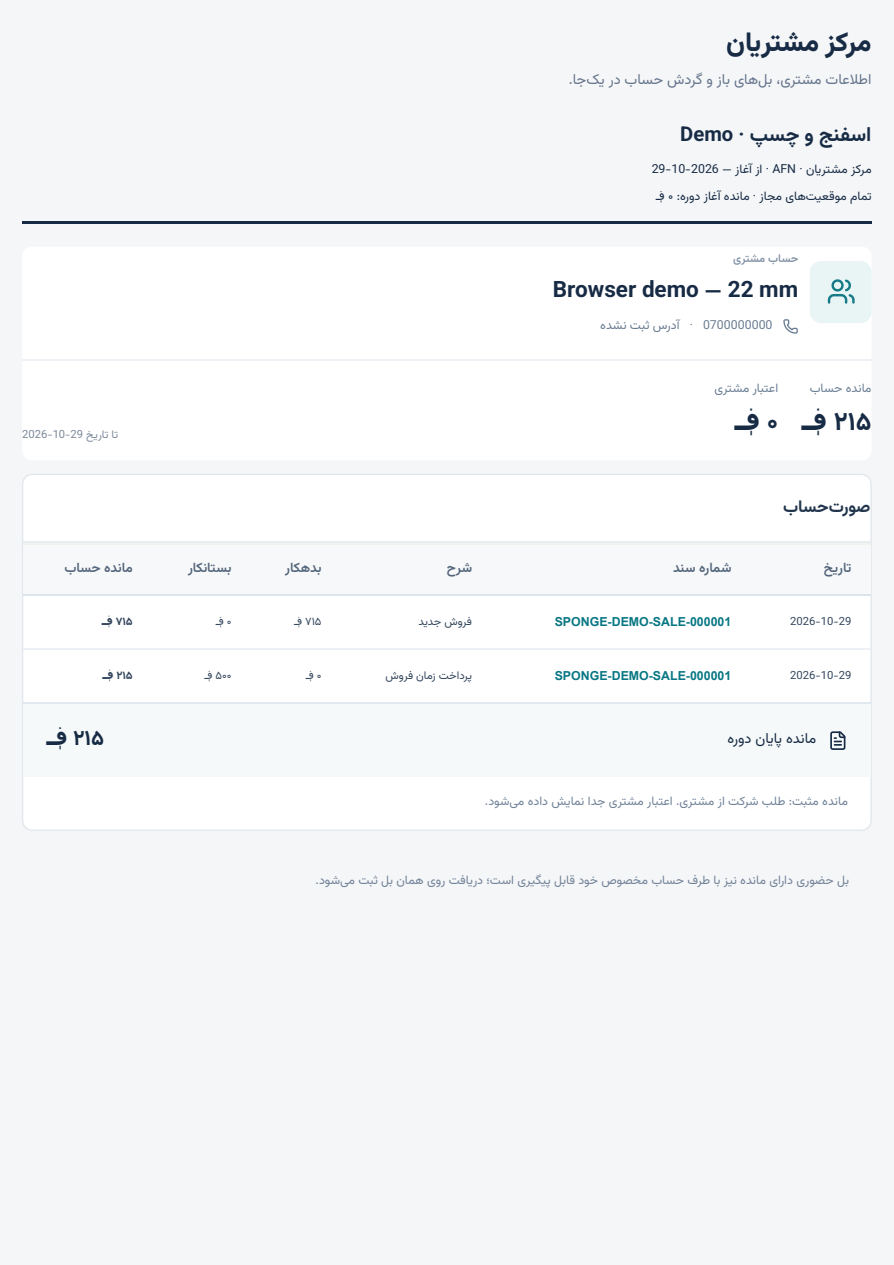 مرکز مشتریان
اطلاعات مشتری، بل‌های باز و گردش حساب در یک‌جا.
اسفنج و چسپ · Demo
مرکز مشتریان · AFN · از آغاز — 2026-10-29
تمام موقعیت‌های مجاز · مانده آغاز دوره: ۰ ؋
حساب مشتری
Browser demo — 22 mm
0700000000 · آدرس ثبت نشده
مانده حساب اعتبار مشتری
۲۱۵ ؋ ۰ ؋
تا تاریخ 2026-10-29
صورت‌حساب
تاریخ شماره سند شرح بدهکار بستانکار مانده حساب
2026-10-29 SPONGE-DEMO-SALE-000001 فروش جدید ۷۱۵ ؋ ۰ ؋ ۷۱۵ ؋
2026-10-29 SPONGE-DEMO-SALE-000001 پرداخت زمان فروش ۰ ؋ ۵۰۰ ؋ ۲۱۵ ؋
مانده پایان دوره ۲۱۵ ؋
مانده مثبت: طلب شرکت از مشتری. اعتبار مشتری جدا نمایش داده می‌شود.
بل حضوری دارای مانده نیز با طرف حساب مخصوص خود قابل پیگیری است؛ دریافت روی همان بل ثبت می‌شود.